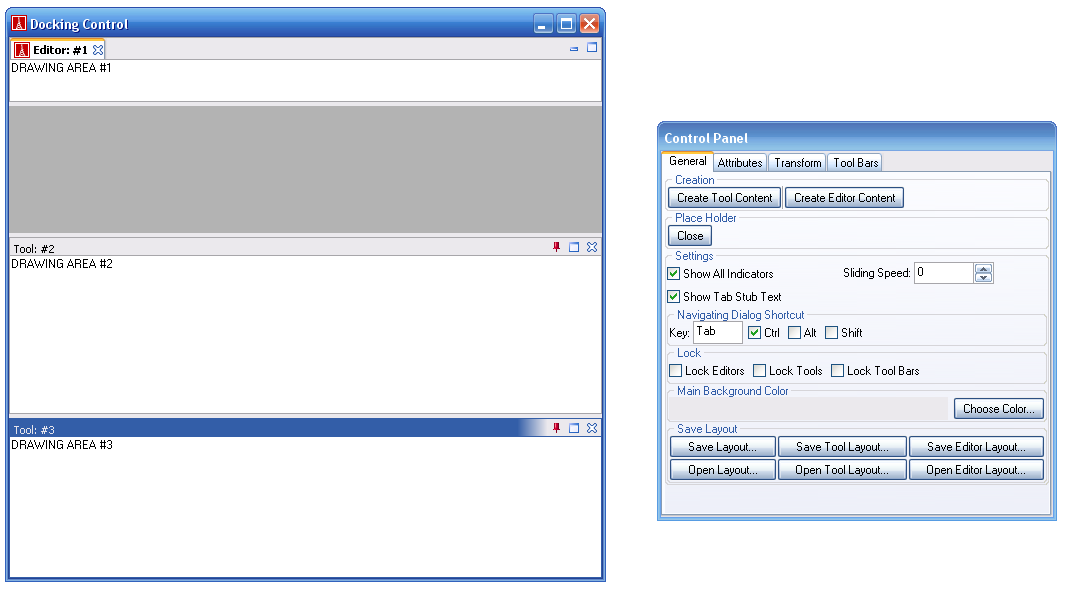 Docking Control
Editor: #1
DRAWING AREA #1
Tool: #2
DRAWING AREA #2
Tool: #3
DRAWING AREA #3
Control Panel
General Attributes Transform Tool Bars
Creation
Create Tool Content Create Editor Content
Place Holder
Close
Settings
Show All Indicators Sliding Speed: 0
Show Tab Stub Text
Navigating Dialog Shortcut
Key: Tab Ctrl Alt Shift
Lock
Lock Editors Lock Tools Lock Tool Bars
Main Background Color
Choose Color...
Save Layout
Save Layout... Save Tool Layout... Save Editor Layout...
Open Layout... Open Tool Layout... Open Editor Layout...